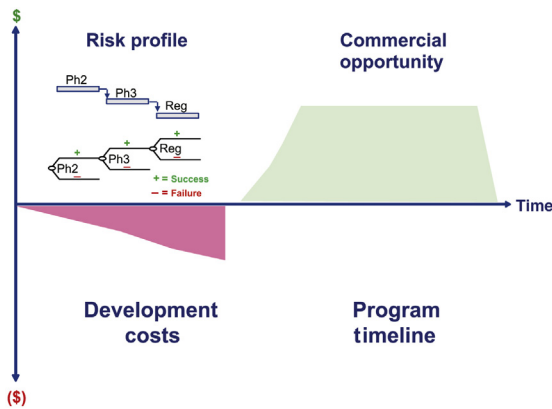 $
Risk profile
Commercial
opportunity
Ph2
Ph3
Reg
+
+
+
Ph2
Ph3
Reg
−
−
−
+ = Success
− = Failure
Time
Development
costs
Program
timeline
($)